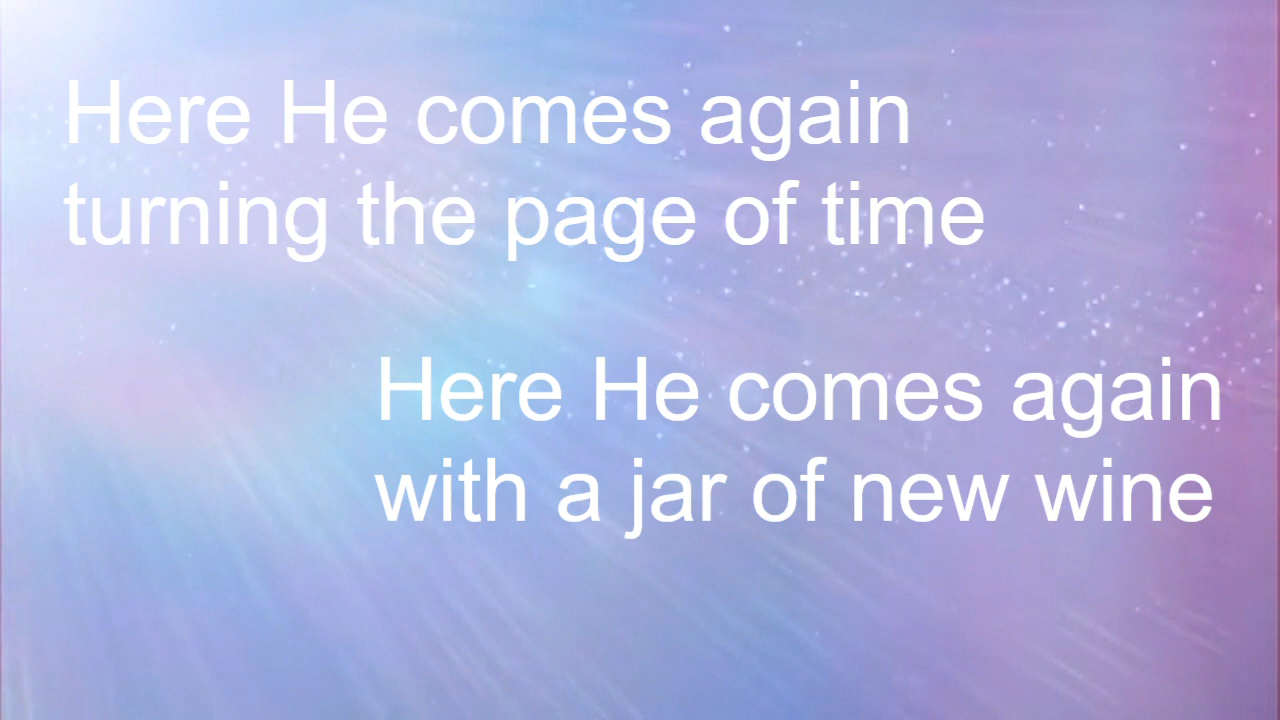 Here He comes again
turning the page of time
Here He comes again
with a jar of new wine